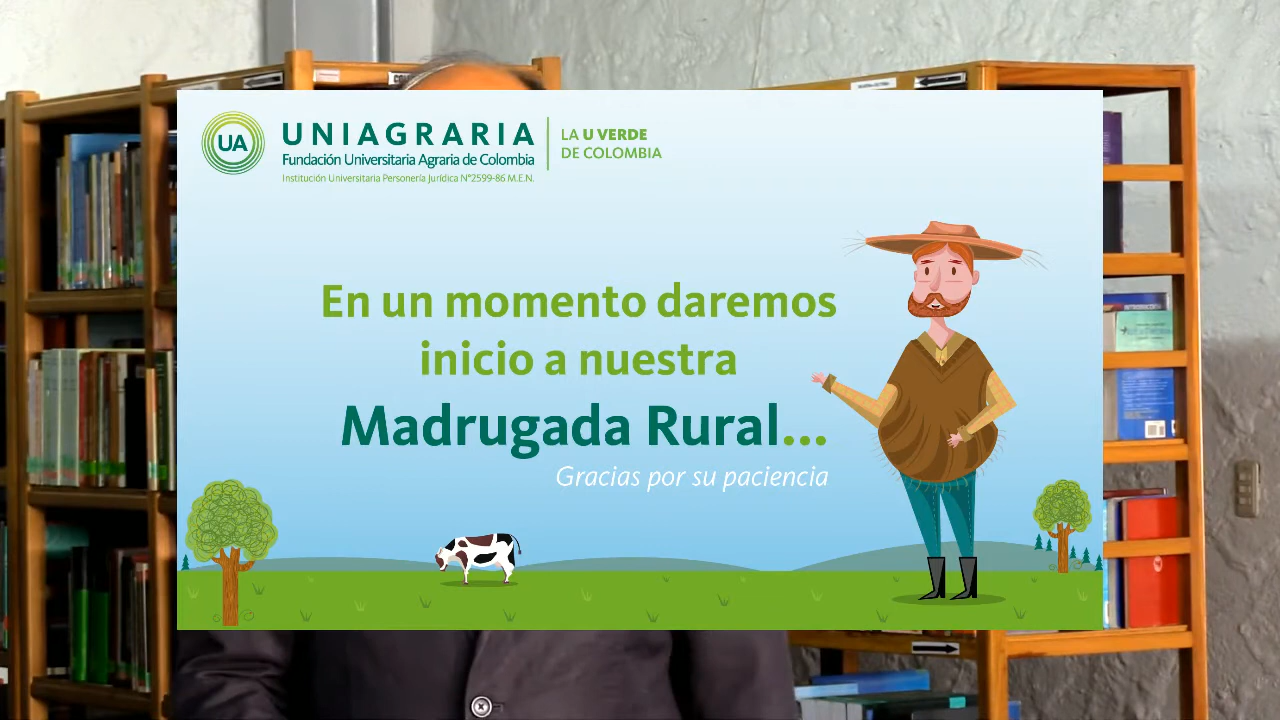 UA
UNIAGRARIA
Fundación Universitaria Agraria de Colombia
Institución Universitaria Personería Jurídica N°2599-86 M.E.N.
LA U VERDE
DE COLOMBIA
En un momento daremos
inicio a nuestra
Madrugada Rural...
Gracias por su paciencia